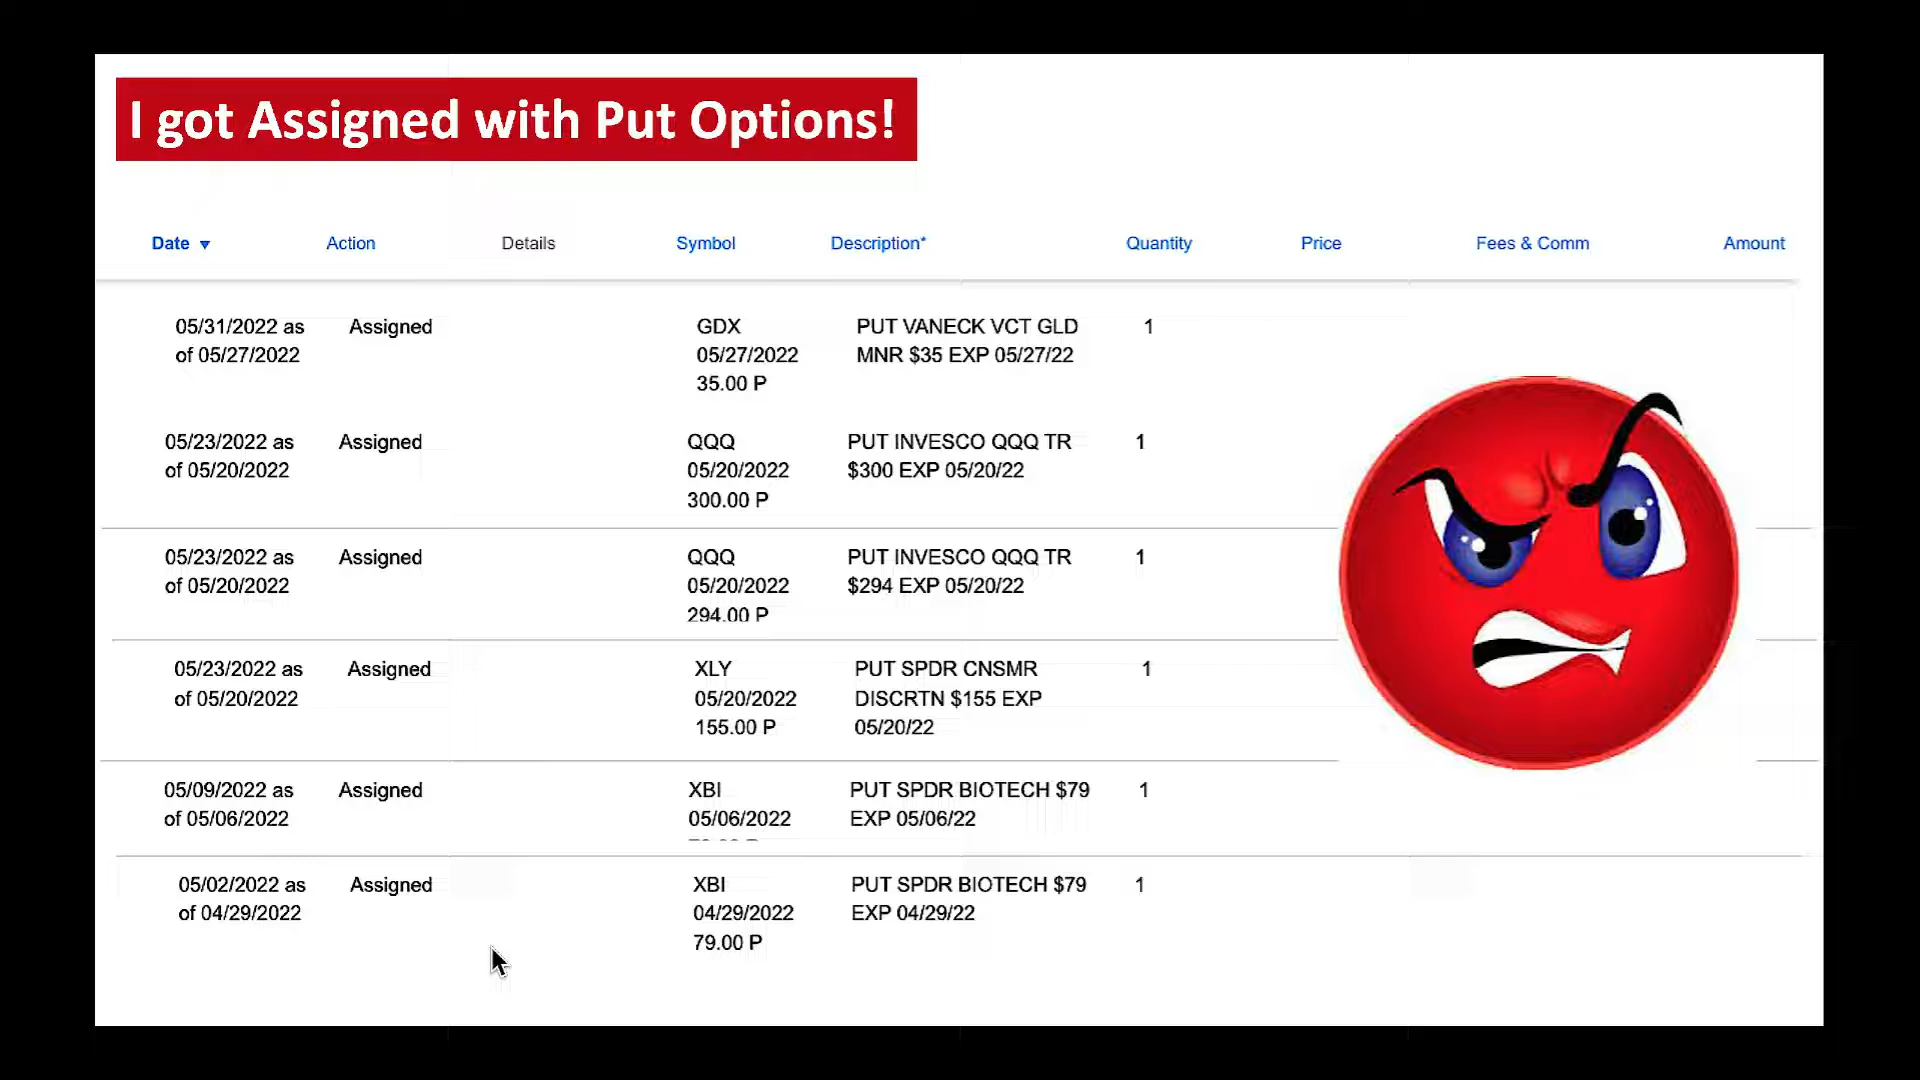 I got Assigned with Put Options!
Date ▼ Action Details Symbol Description* Quantity Price Fees & Comm Amount
05/31/2022 as Assigned GDX PUT VANECK VCT GLD 1
of 05/27/2022 05/27/2022 MNR $35 EXP 05/27/22
35.00 P
05/23/2022 as Assigned QQQ PUT INVESCO QQQ TR 1
of 05/20/2022 05/20/2022 $300 EXP 05/20/22
300.00 P
05/23/2022 as Assigned QQQ PUT INVESCO QQQ TR 1
of 05/20/2022 05/20/2022 $294 EXP 05/20/22
294.00 P
05/23/2022 as Assigned XLY PUT SPDR CNSMR 1
of 05/20/2022 05/20/2022 DISCRTN $155 EXP
155.00 P 05/20/22
05/09/2022 as Assigned XBI PUT SPDR BIOTECH $79 1
of 05/06/2022 05/06/2022 EXP 05/06/22
05/02/2022 as Assigned XBI PUT SPDR BIOTECH $79 1
of 04/29/2022 04/29/2022 EXP 04/29/22
79.00 P